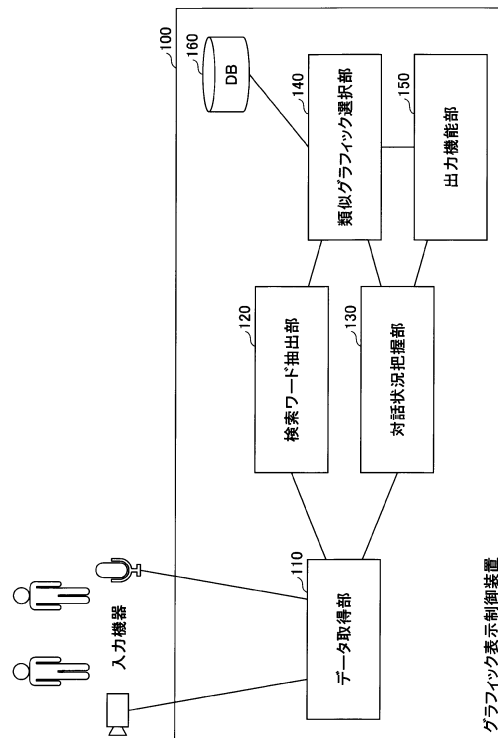 入力機器
100
110
データ取得部
120
検索ワード抽出部
130
対話状況把握部
140
類似グラフィック選択部
150
出力機能部
160
DB
グラフィック表示制御装置